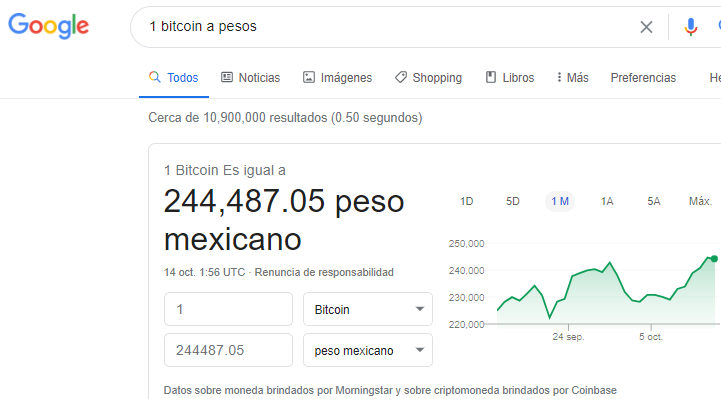 Google
1 bitcoin a pesos
Todos Noticias Imágenes Shopping Libros Más Preferencias
Cerca de 10,900,000 resultados (0.50 segundos)
1 Bitcoin Es igual a
244,487.05 peso
mexicano
14 oct. 1:56 UTC · Renuncia de responsabilidad
1 Bitcoin
244487.05 peso mexicano
1D 5D 1 M 1A 5A Máx.
250,000
240,000
230,000
220,000
24 sep. 5 oct.
Datos sobre moneda brindados por Morningstar y sobre criptomoneda brindados por Coinbase